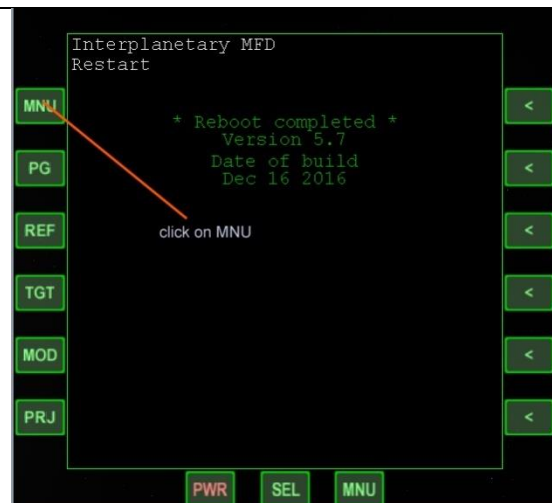 Interplanetary MFD
Restart
MNU
<
* Reboot completed *
Version 5.7
Date of build
Dec 16 2016
PG
<
REF
click on MNU
<
TGT
<
MOD
<
PRJ
<
PWR SEL MNU